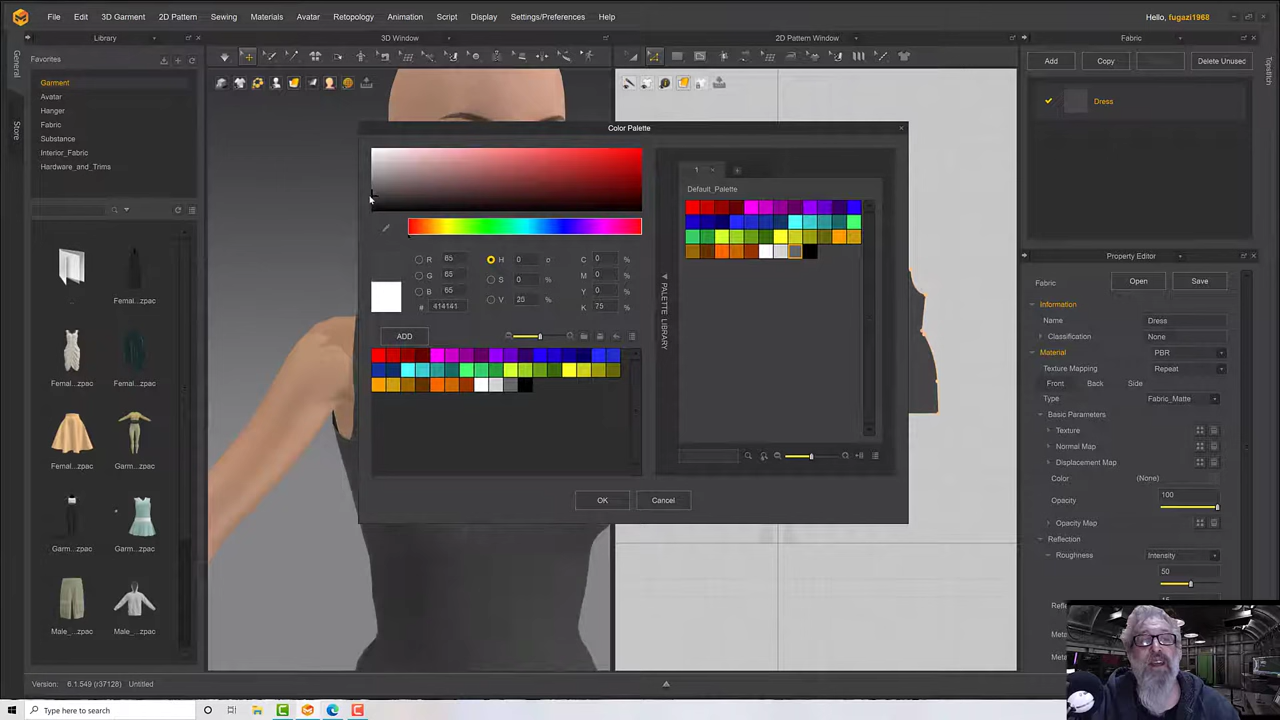 File Edit 3D Garment 2D Pattern Sewing Materials Avatar Retopology Animation Script Display Settings/Preferences Help Hello, fugazi1968
Library 3D Window 2D Pattern Window Fabric
General
Store
Topstitch
Favorites
Garment
Avatar
Hanger
Fabric
Substance
Interior_Fabric
Hardware_and_Trims
..
Femal...zpac
Femal...zpac Femal...zpac
Femal...zpac Garm...zpac
Garm...zpac Garm...zpac
Male_...zpac Male_...zpac
Add Copy Delete Unused
Dress
Color Palette
1
Default_Palette
R 65 H 0 C 0 %
G 65 S 0 % M 0 %
B 65 Y 0 %
# 414141 V 25 % K 75 %
ADD
PALETTE LIBRARY
OK Cancel
Property Editor
Fabric Open Save
Information
Name Dress
Classification None
Material PBR
Texture Mapping Repeat
Front Back Side
Type Fabric_Matte
Basic Parameters
Texture
Normal Map
Displacement Map
Color (None)
Opacity 100
Opacity Map
Reflection
Roughness Intensity
50
Version: 6.1.549 (r37128) Untitled
Type here to search